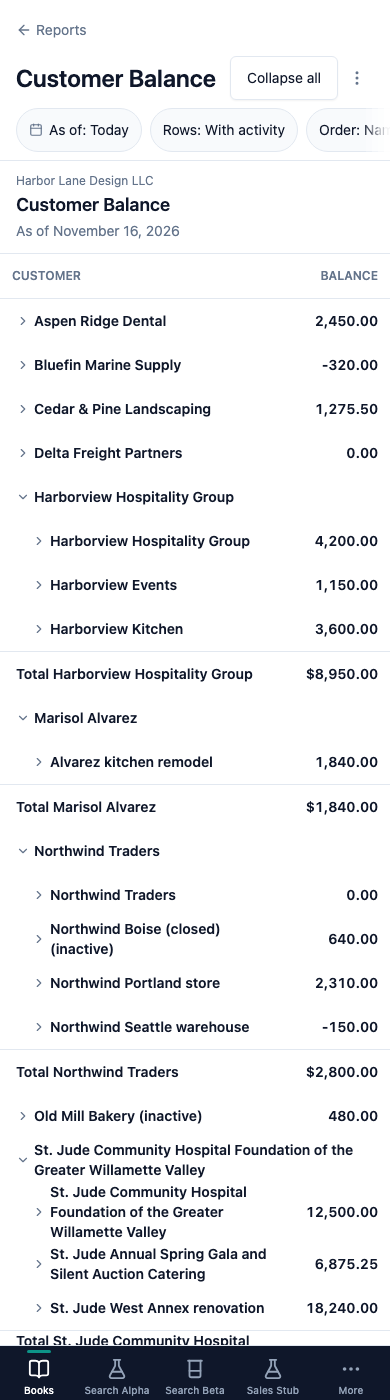 Reports
Customer Balance
Collapse all
As of: Today
Rows: With activity
Order: Nam
Harbor Lane Design LLC
Customer Balance
As of November 16, 2026
CUSTOMER BALANCE
Aspen Ridge Dental 2,450.00
Bluefin Marine Supply -320.00
Cedar & Pine Landscaping 1,275.50
Delta Freight Partners 0.00
Harborview Hospitality Group
Harborview Hospitality Group 4,200.00
Harborview Events 1,150.00
Harborview Kitchen 3,600.00
Total Harborview Hospitality Group $8,950.00
Marisol Alvarez
Alvarez kitchen remodel 1,840.00
Total Marisol Alvarez $1,840.00
Northwind Traders
Northwind Traders 0.00
Northwind Boise (closed)
(inactive) 640.00
Northwind Portland store 2,310.00
Northwind Seattle warehouse -150.00
Total Northwind Traders $2,800.00
Old Mill Bakery (inactive) 480.00
St. Jude Community Hospital Foundation of the
Greater Willamette Valley
St. Jude Community Hospital
Foundation of the Greater 12,500.00
Willamette Valley
St. Jude Annual Spring Gala and
Silent Auction Catering 6,875.25
St. Jude West Annex renovation 18,240.00
Total St. Jude Community Hospital
Books
Search Alpha
Search Beta
Sales Stub
More